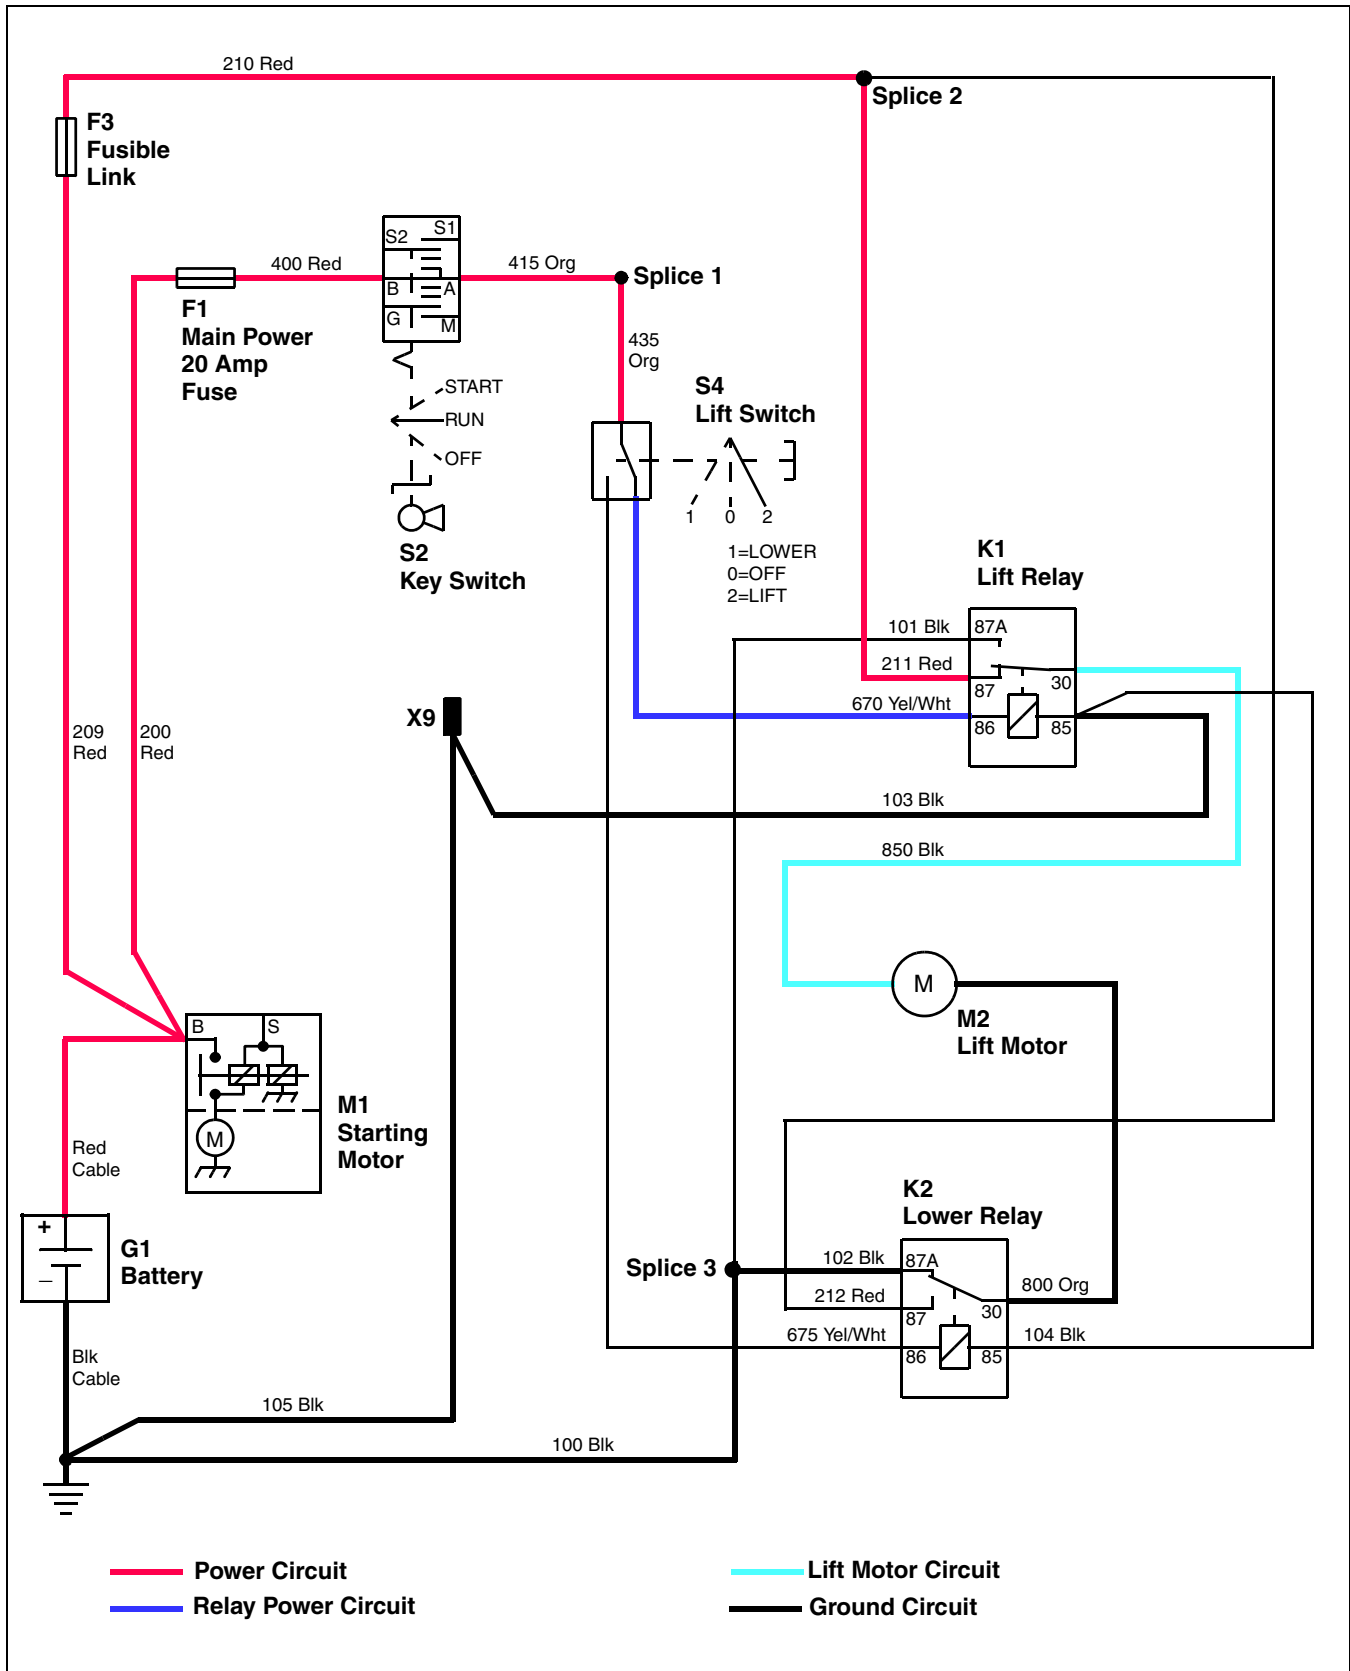 210 Red
Splice 2
F3
Fusible
Link
S2
S1
400 Red
415 Org
Splice 1
B
A
F1
Main Power
20 Amp
Fuse
G
M
435
Org
START
RUN
OFF
S4
Lift Switch
1
0
2
1=LOWER
0=OFF
2=LIFT
S2
Key Switch
K1
Lift Relay
101 Blk
87A
211 Red
87
30
670 Yel/Wht
86
85
X9
209
Red
200
Red
103 Blk
850 Blk
M
M2
Lift Motor
B
S
M
M1
Starting
Motor
Red
Cable
+
–
G1
Battery
K2
Lower Relay
Splice 3
102 Blk
87A
800 Org
212 Red
87
30
675 Yel/Wht
86
85
104 Blk
Blk
Cable
105 Blk
100 Blk
Power Circuit
Lift Motor Circuit
Relay Power Circuit
Ground Circuit